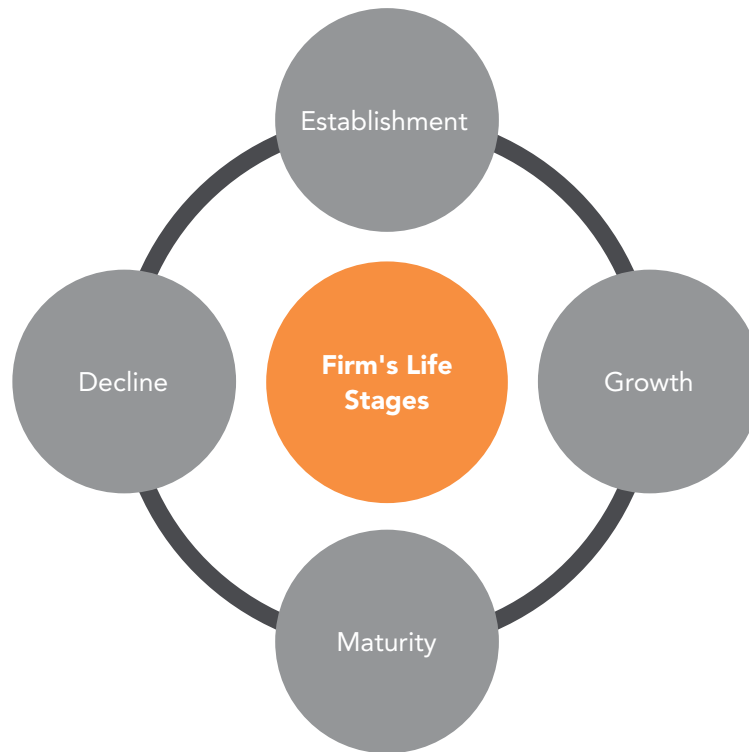 Establishment
Growth
Maturity
Decline
Firm's Life
Stages